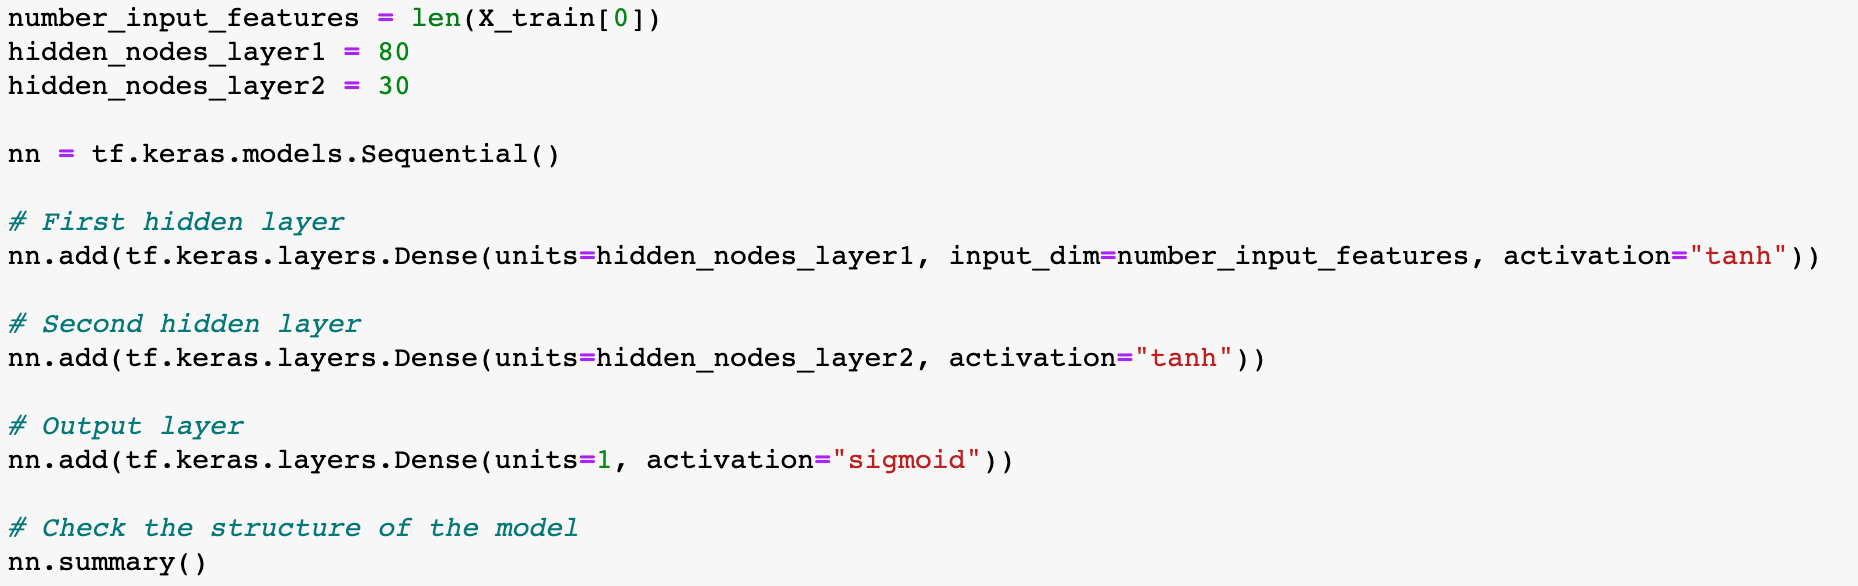 number_input_features = len(X_train[0])
hidden_nodes_layer1 = 80
hidden_nodes_layer2 = 30
nn = tf.keras.models.Sequential()
# First hidden layer
nn.add(tf.keras.layers.Dense(units=hidden_nodes_layer1, input_dim=number_input_features, activation="tanh"))
# Second hidden layer
nn.add(tf.keras.layers.Dense(units=hidden_nodes_layer2, activation="tanh"))
# Output layer
nn.add(tf.keras.layers.Dense(units=1, activation="sigmoid"))
# Check the structure of the model
nn.summary()